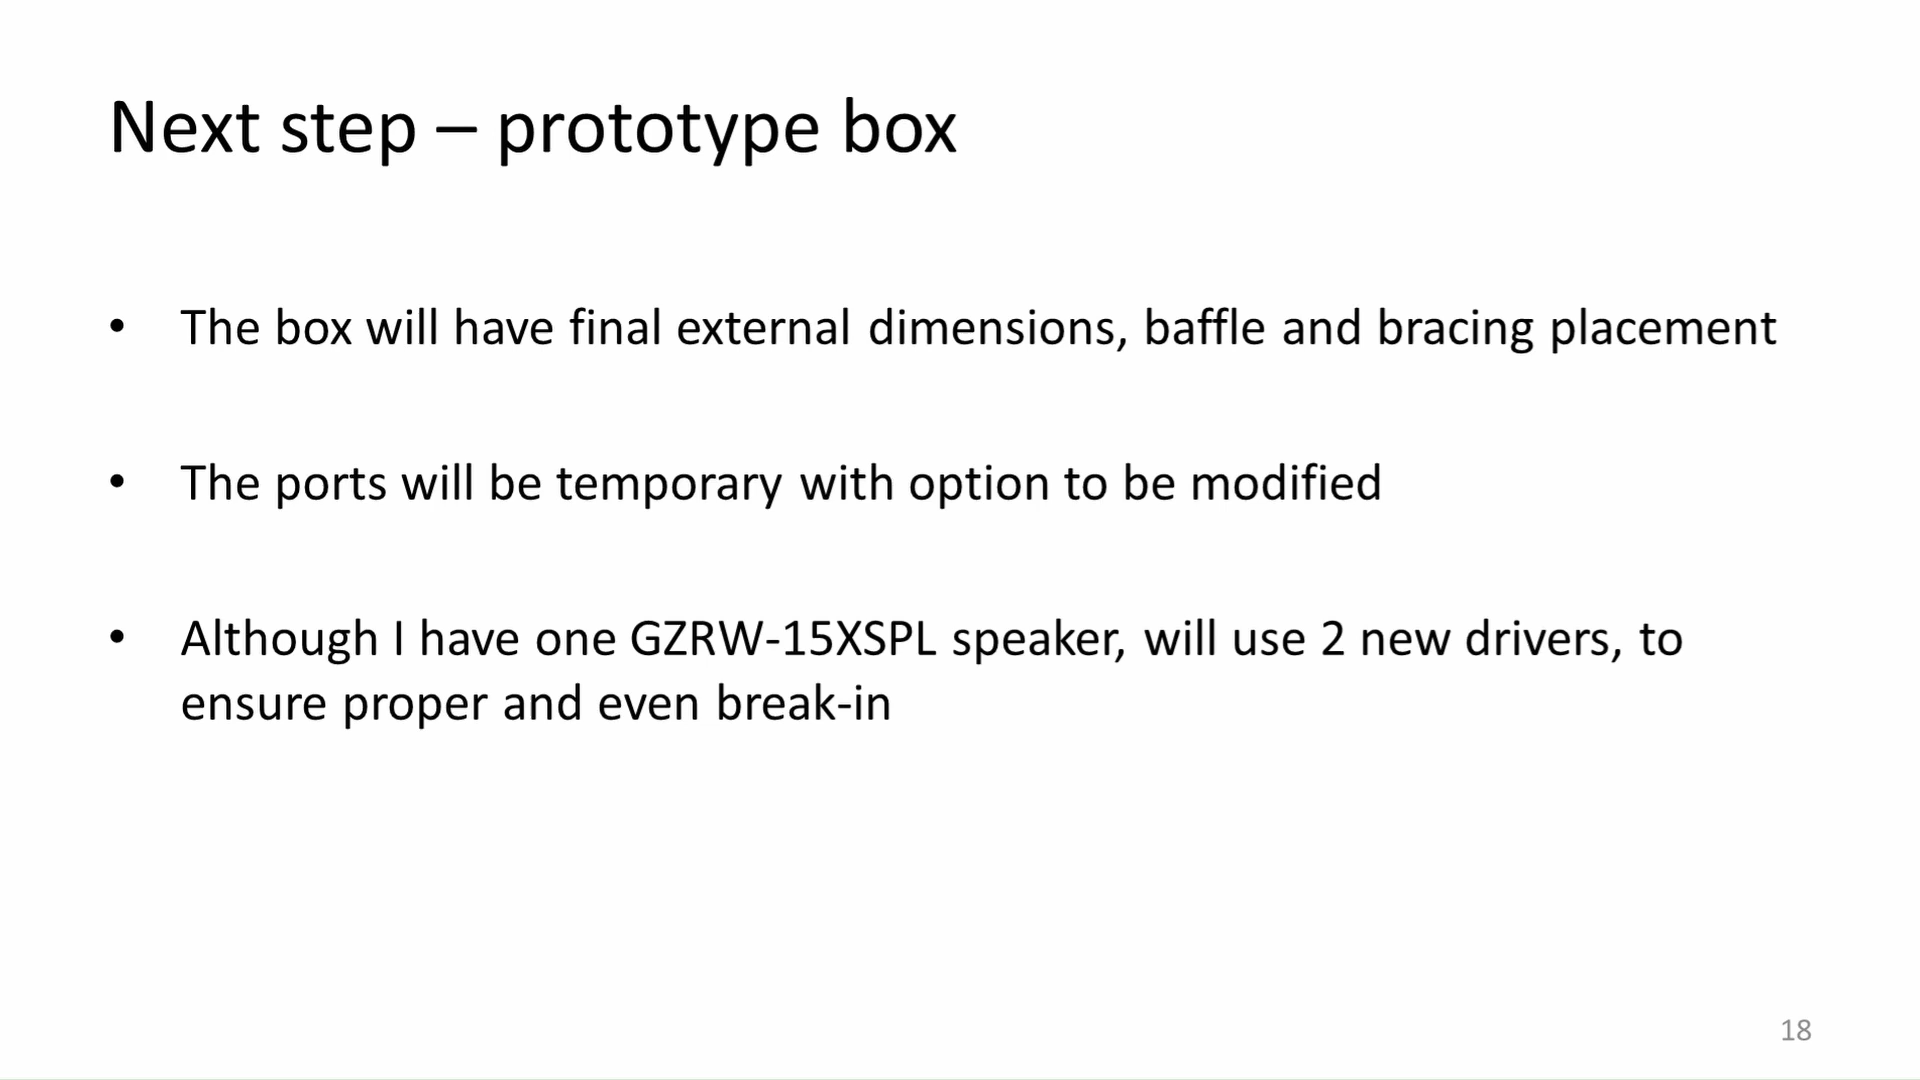 Next step – prototype box
• The box will have final external dimensions, baffle and bracing placement
• The ports will be temporary with option to be modified
• Although I have one GZRW-15XSPL speaker, will use 2 new drivers, to
ensure proper and even break-in
18